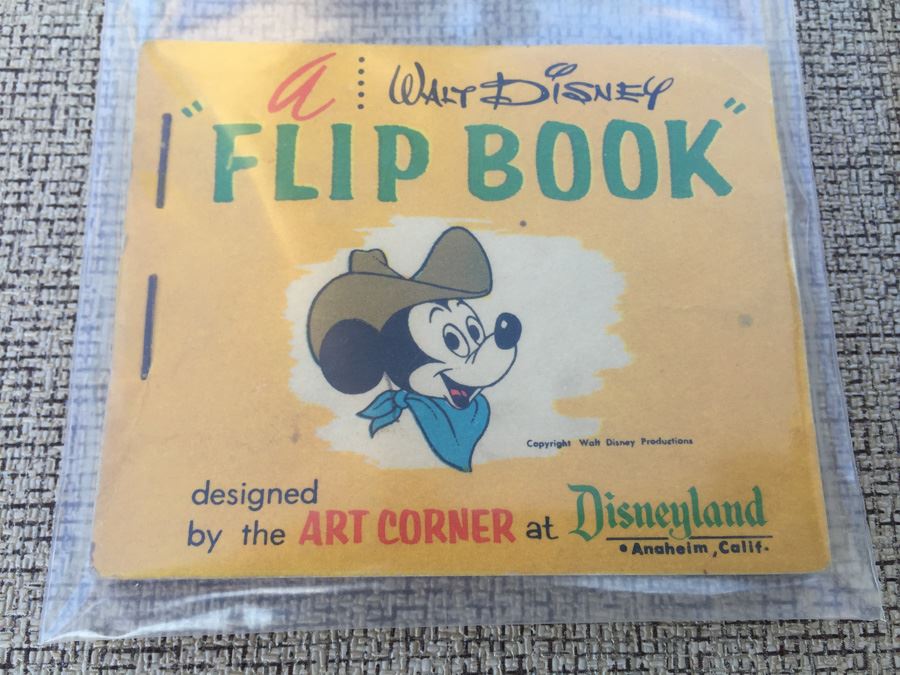 a Walt Disney
"FLIP BOOK"
Copyright Walt Disney Productions
designed
by the ART CORNER at Disneyland
• Anaheim, Calif.